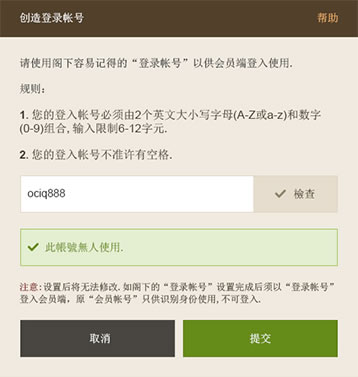 创造登录帐号
帮助
请使用阁下容易记得的“登录帐号”以供会员端登入使用.
规则:
1. 您的登入帐号必须由2个英文大小写字母(A-Z或a-z)和数字
(0-9)组合,输入限制6-12字元.
2. 您的登入帐号不准许有空格.
ociq888
檢查
此帳號無人使用.
注意:设置后将无法修改.如阁下的“登录帐号”设置完成后须以“登录帐号”
登入会员端，原“会员帐号”只供识别身份使用,不可登入.
取消
提交